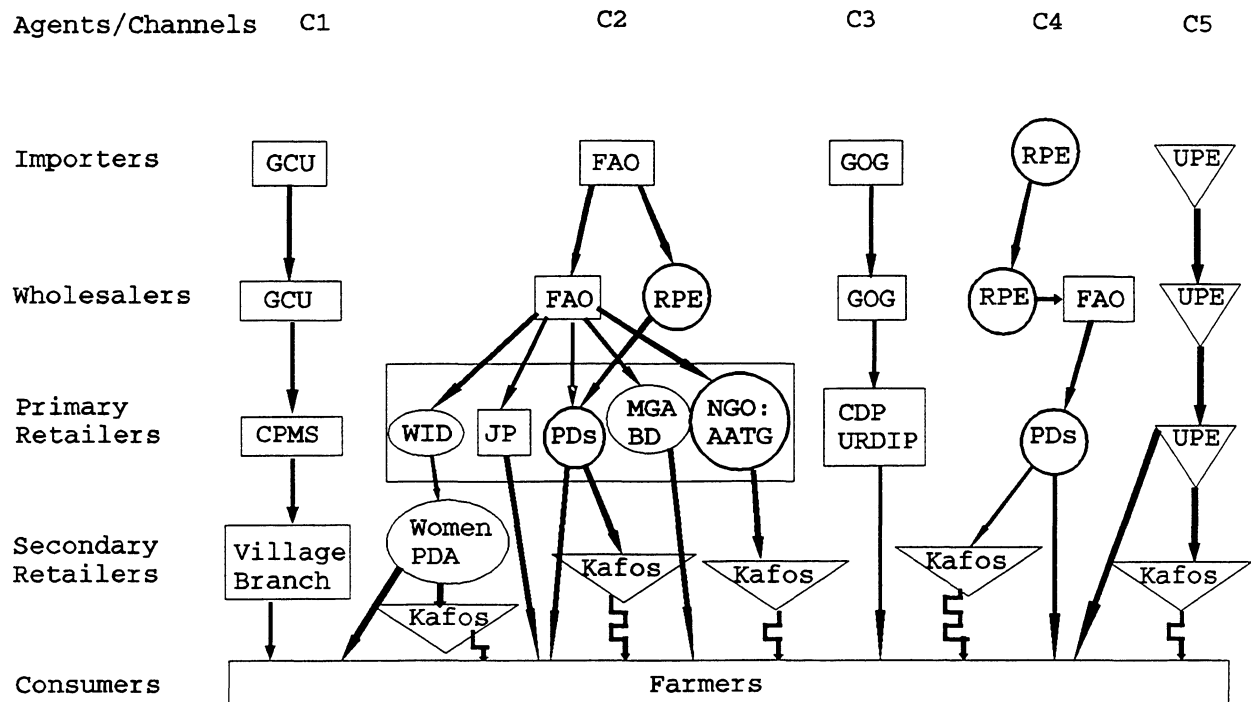 Agents/Channels C1 C2 C3 C4 C5
Importers GCU FAO GOG RPE UPE
Wholesalers GCU FAO RPE GOG RPE FAO UPE
Primary
Retailers
CPMS
WID
JP
PDs
MGA
BD
NGO:
AATG
CDP
URDIP
PDs
UPE
Secondary
Retailers
Village
Branch
Women
PDA
Kafos
Kafos
Kafos
Kafos
Kafos
Consumers Farmers